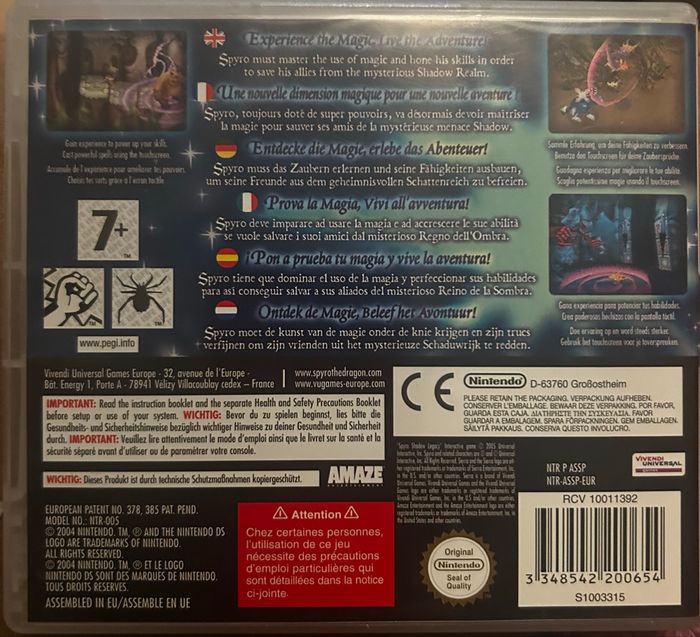 Experience the Magic, Live the Adventure!
Spyro must master the use of magic and hone his skills in order
to save his allies from the mysterious Shadow Realm.
Une nouvelle dimension magique pour une nouvelle aventure !
Spyro, toujours doté de super pouvoirs, va désormais devoir maîtriser
la magie pour sauver ses amis de la mystérieuse menace Shadow.
Entdecke die Magie, erlebe das Abenteuer!
Spyro muss das Zaubern erlernen und seine Fähigkeiten ausbauen,
um seine Freunde aus dem geheimnisvollen Schattenreich zu befreien.
Prova la Magia, Vivi all'avventura!
Spyro deve imparare ad usare la magia e ad accrescere le sue abilità
se vuole salvare i suoi amici dal misterioso Regno dell'Ombra.
¡Pon a prueba tu magia y vive la aventura!
Spyro tiene que dominar el uso de la magia y perfeccionar sus habilidades
para así conseguir salvar a sus aliados del misterioso Reino de la Sombra.
Ontdek de Magie, Beleef het Avontuur!
Spyro moet de kunst van de magie onder de knie krijgen en zijn trucs
verfijnen om zijn vrienden uit het mysterieuze Schaduwrijk te redden.
Gain experience to power up your skills.
Cast powerful spells using the touchscreen.
Accumule de l'expérience pour améliorer tes pouvoirs.
Choisis tes sorts grâce à l'écran tactile.
Sammle Erfahrung, um deine Fähigkeiten zu verbessern.
Benutze den Touchscreen für deine Zaubersprüche.
Guadagna esperienza per migliorare le tue abilità.
Scaglia potentissime magie usando il touchscreen.
Gana experiencia para potenciar tus habilidades.
Crea poderosos hechizos con la pantalla táctil.
Doe ervaring op en word steeds sterker.
Gebruik het touchscreen voor je toverspreuken.
7+
™
www.pegi.info
Vivendi Universal Games Europe - 32, avenue de l'Europe -
Bât. Energy 1, Porte A - 78941 Vélizy Villacoublay cedex – France
www.spyrothedragon.com
www.vugames-europe.com
IMPORTANT: Read the instruction booklet and the separate Health and Safety Precautions Booklet
before setup or use of your system. WICHTIG: Bevor du zu spielen beginnst, lies bitte die
Gesundheits- und Sicherheitshinweise bezüglich wichtiger Hinweise zu deiner Gesundheit und Sicherheit
durch. IMPORTANT: Veuillez lire attentivement le mode d'emploi ainsi que le livret sur la santé et la
sécurité séparé avant d'utiliser ou de paramétrer votre console.
WICHTIG: Dieses Produkt ist durch technische Schutzmaßnahmen kopiergeschützt.
AMAZE
ENTERTAINMENT
CE
Nintendo
D-63760 Großostheim
PLEASE RETAIN THE PACKAGING. VERPACKUNG AUFHEBEN.
CONSERVER L'EMBALLAGE. BEWAAR DEZE VERPAKKING. POR FAVOR,
GUARDA ESTA CAJA. ΔΙΑΤΗΡΗΣΤΕ ΤΗΝ ΣΥΣΚΕΥΑΣΙΑ. POR FAVOR
GUARDAR A EMBALAGEM. SPARA FÖRPACKNINGEN. GEM EMBALLAGEN.
SÄILYTÄ PAKKAUS. CONSERVA QUESTO INVOLUCRO.
NTR P ASSP
NTR-ASSP-EUR
VIVENDI
UNIVERSAL
GAMES
EUROPEAN PATENT NO. 378, 385 PAT. PEND.
MODEL NO.: NTR-005
© 2004 NINTENDO. TM, ® AND THE NINTENDO DS
LOGO ARE TRADEMARKS OF NINTENDO.
ALL RIGHTS RESERVED.
© 2004 NINTENDO. TM, ® ET LE LOGO
NINTENDO DS SONT DES MARQUES DE NINTENDO.
TOUS DROITS RÉSERVÉS.
ASSEMBLED IN EU/ASSEMBLE EN UE
Attention
Chez certaines personnes,
l'utilisation de ce jeu
nécessite des précautions
d'emploi particulières qui
sont détaillées dans la notice
ci-jointe.
Original
Nintendo
Seal of
Quality
RCV 10011392
3 348542 200654
S1003315